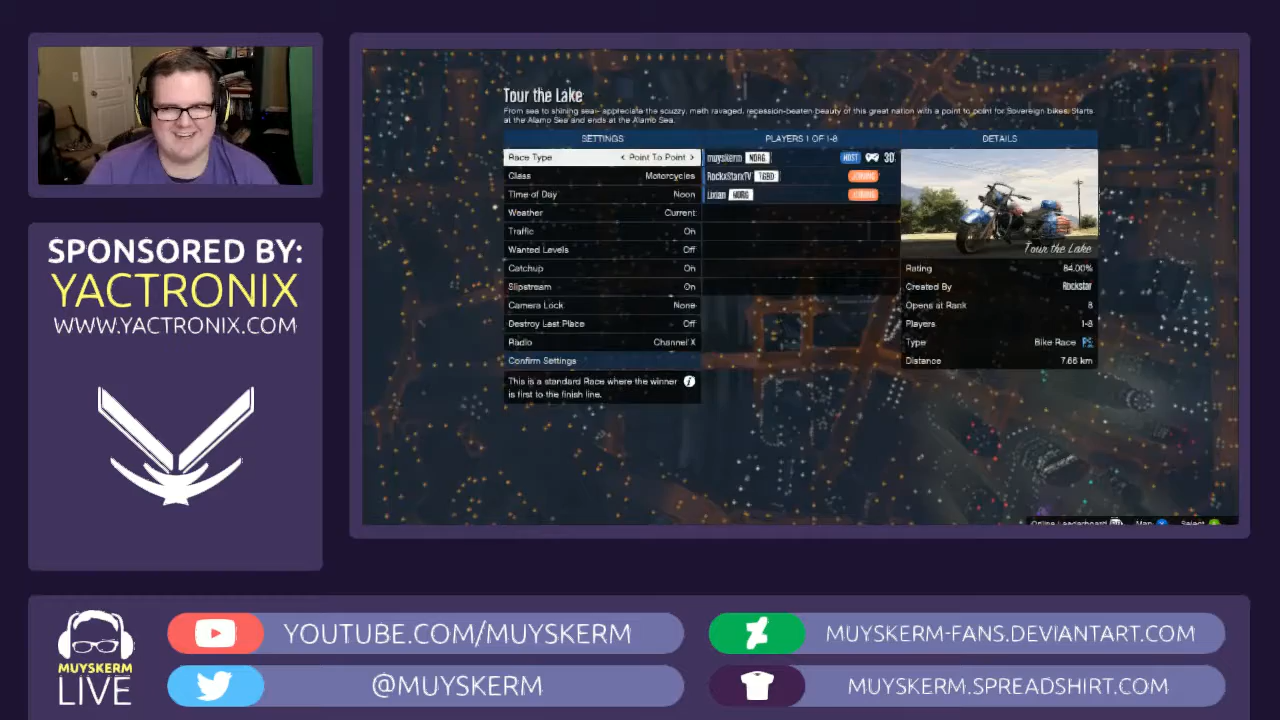 SPONSORED BY:
YACTRONIX
WWW.YACTRONIX.COM
Tour the Lake
From sea to shining sea!- appreciate the scuzzy, meth ravaged, recession-beaten beauty of this great nation with a point to point for Sovereign bikes. Starts
at the Alamo Sea and ends at the Alamo Sea.
SETTINGS
Race Type < Point To Point >
Class Motorcycles
Time of Day Noon
Weather Current
Traffic On
Wanted Levels Off
Catchup On
Slipstream On
Camera Lock None
Destroy Last Place Off
Radio Channel X
Confirm Settings
This is a standard Race where the winner
is first to the finish line.
PLAYERS 1 OF 1-8
muyskerm NORG HOST 30
RockxStarxTV JOINING
NORG JOINING
DETAILS
Tour the Lake
Rating 84.00%
Created By Rockstar
Opens at Rank 8
Players 1-8
Type Bike Race
Distance 7.66 km
Online Leaderboard Map Select
MUYSKERM
LIVE
YOUTUBE.COM/MUYSKERM
@MUYSKERM
MUYSKERM-FANS.DEVIANTART.COM
MUYSKERM.SPREADSHIRT.COM